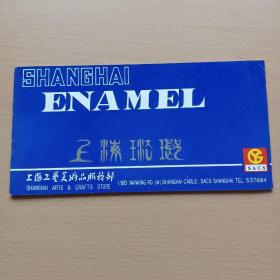 SHANGHAI
ENAMEL
上海琺瑯
上海工艺美术品服务部
SHANGHAI ARTS & CRAFTS STORE
190 NANKING RD (W) SHANGHAI CABLE: SACS SHANGHAI TEL. 537684
SACS